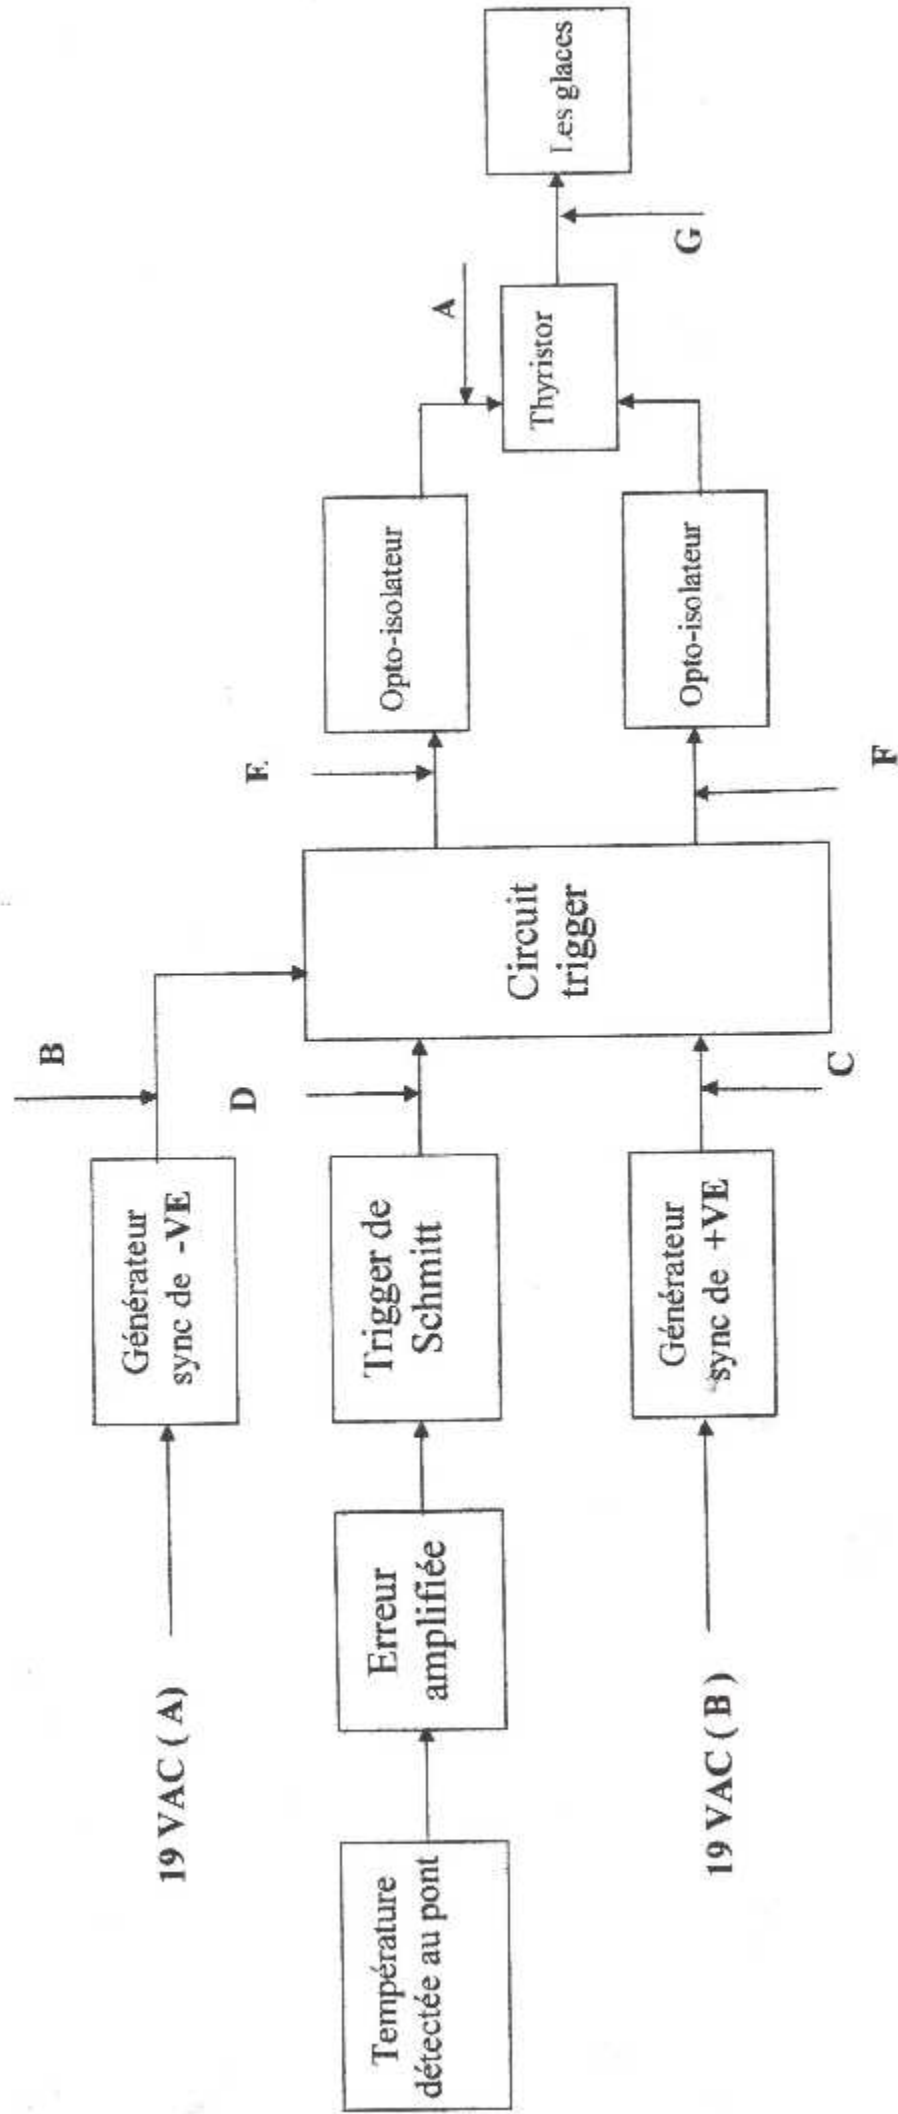 B
19 VAC ( A )
Générateur
sync de -VE
D
E
A
Température
détectée au pont
Erreur
amplifiée
Trigger de
Schmitt
Circuit
trigger
Opto-isolateur
Opto-isolateur
Thyristor
Les glaces
19 VAC ( B )
Générateur
sync de +VE
C
F
G